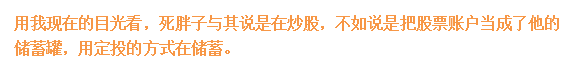 用我现在的目光看，死胖子与其说是在炒股，不如说是把股票账户当成了他的
储蓄罐，用定投的方式在储蓄。